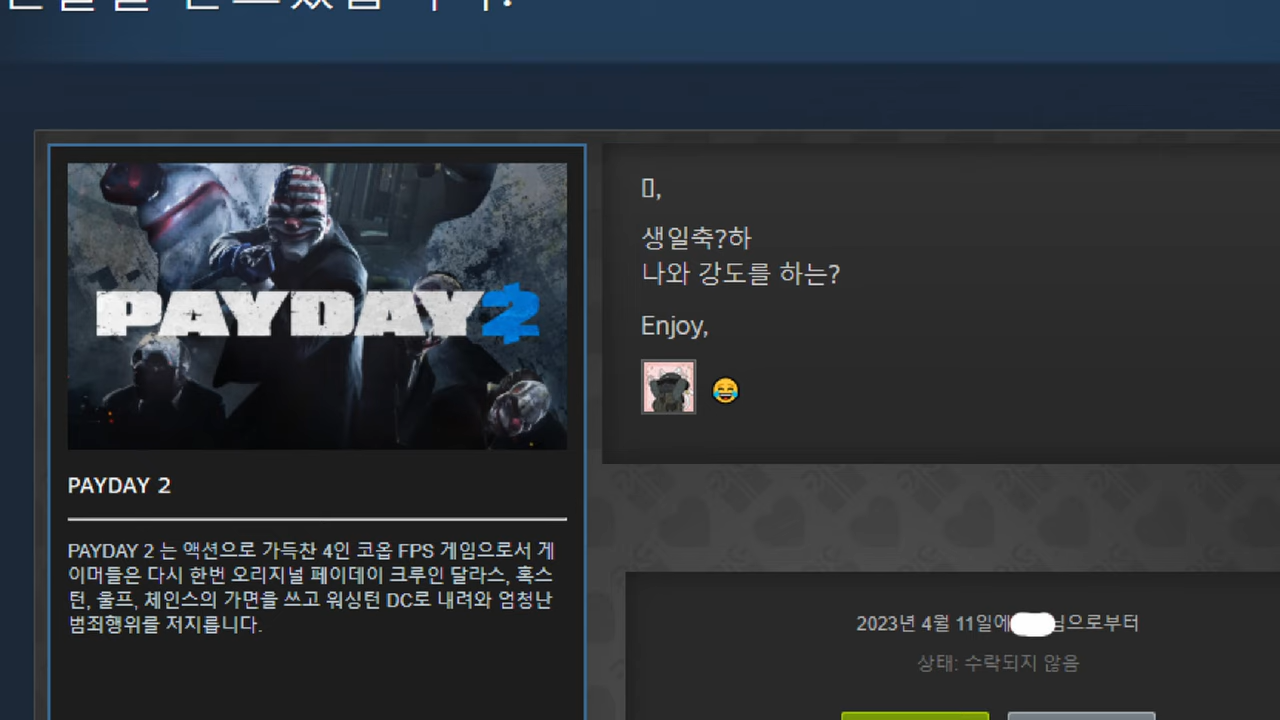 PAYDAY 2
PAYDAY 2
PAYDAY 2 는 액션으로 가득찬 4인 코옵 FPS 게임으로서 게
이머들은 다시 한번 오리지널 페이데이 크루인 달라스, 혹스
턴, 울프, 체인스의 가면을 쓰고 워싱턴 DC로 내려와 엄청난
범죄행위를 저지릅니다.
▯,
생일축?하
나와 강도를 하는?
Enjoy,
😂
2023년 4월 11일에 님으로부터
상태: 수락되지 않음